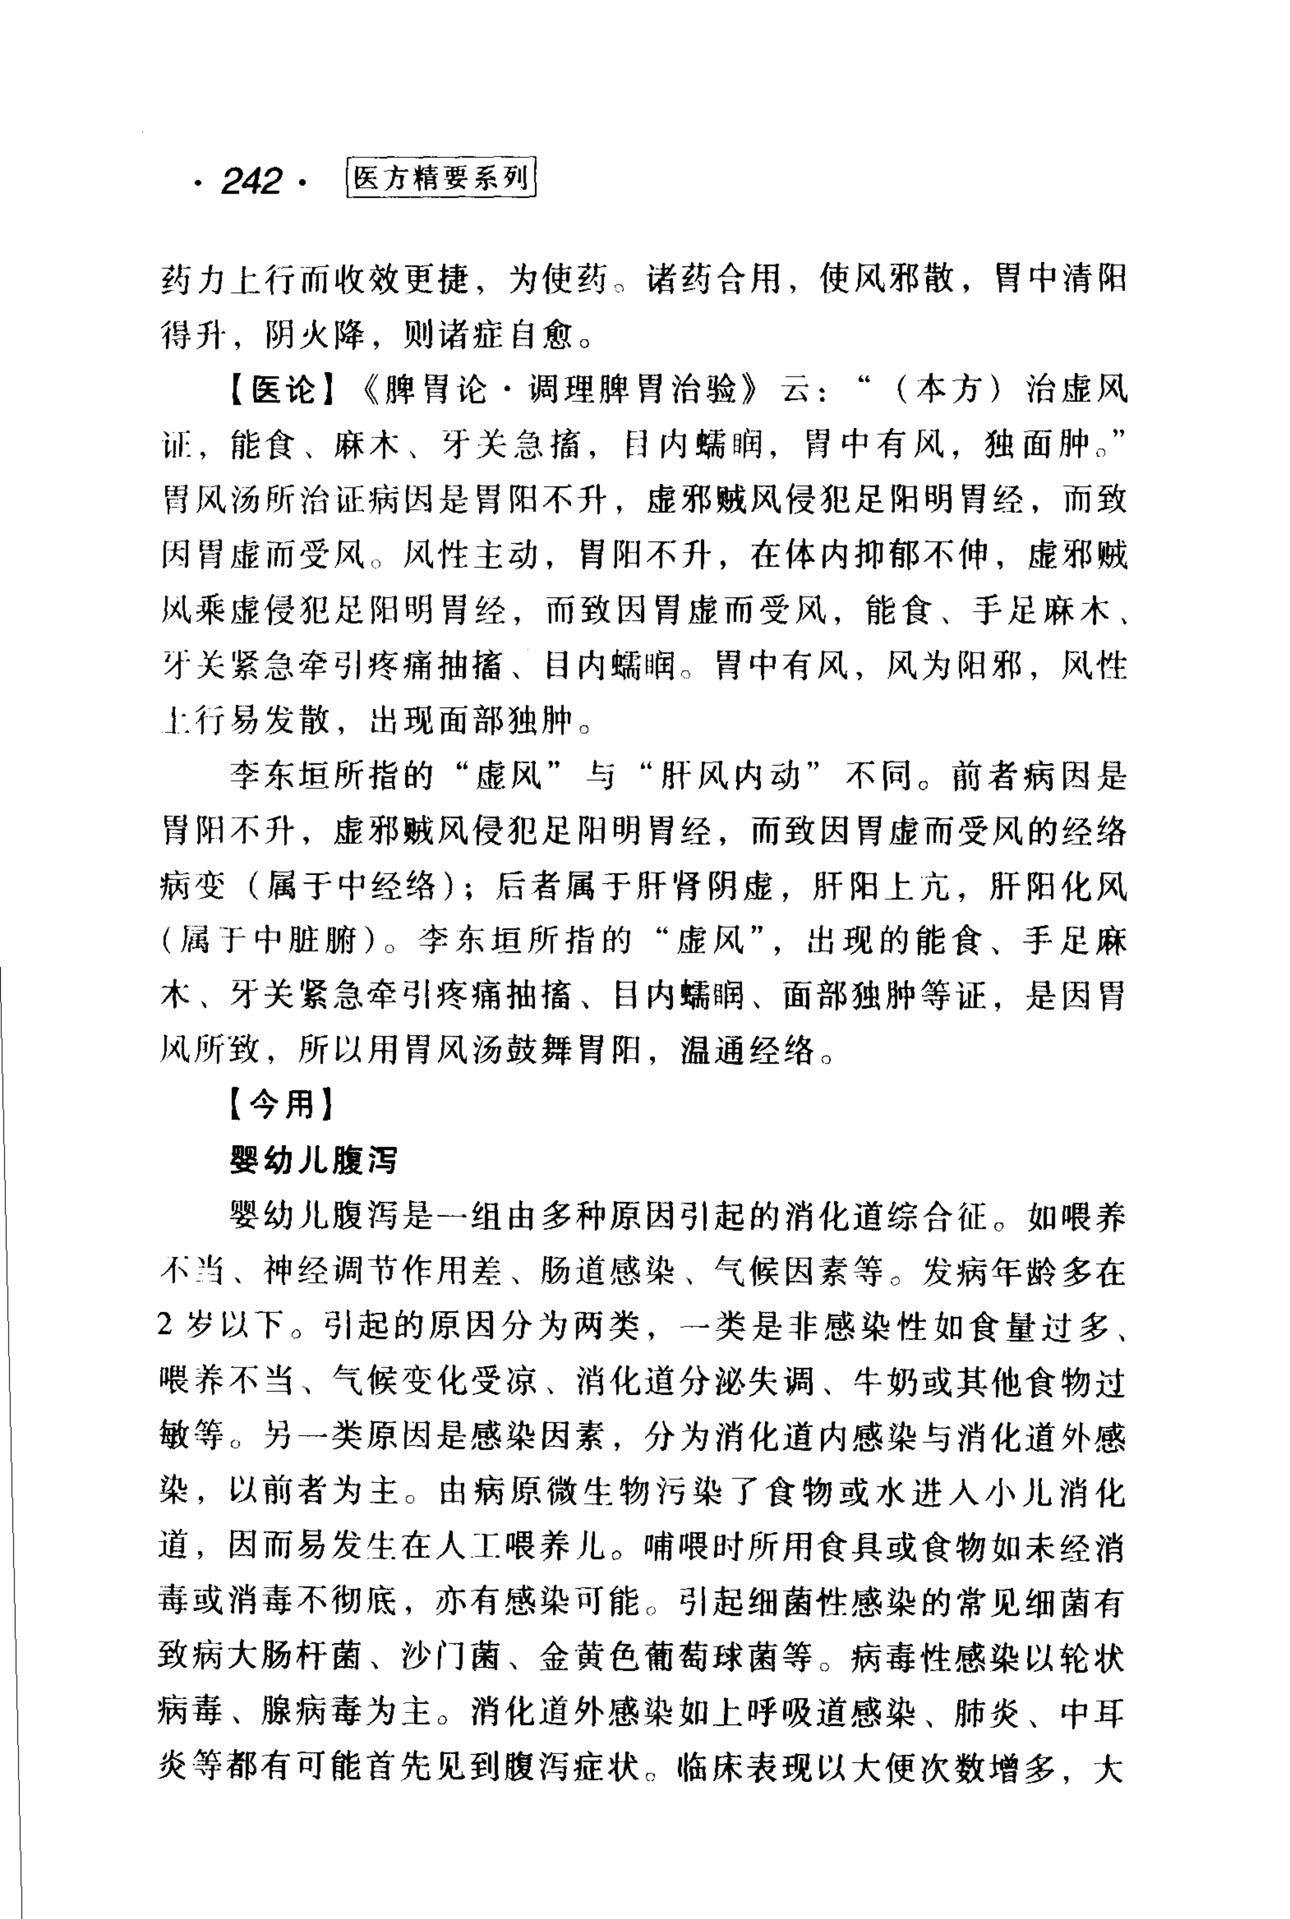 ·242· 医方精要系列
药力上行而收效更捷，为使药。诸药合用，使风邪散，胃中清阳
得升，阴火降，则诸症自愈。
【医论】《脾胃论·调理脾胃治验》云：“（本方）治虚风
证，能食、麻木、牙关急搐，目内蠕瞤，胃中有风，独面肿。”
胃风汤所治证病因是胃阳不升，虚邪贼风侵犯足阳明胃经，而致
因胃虚而受风。风性主动，胃阳不升，在体内抑郁不伸，虚邪贼
风乘虚侵犯足阳明胃经，而致因胃虚而受风，能食、手足麻木、
牙关紧急牵引疼痛抽搐、目内蠕瞤。胃中有风，风为阳邪，风性
上行易发散，出现面部独肿。
李东垣所指的“虚风”与“肝风内动”不同。前者病因是
胃阳不升，虚邪贼风侵犯足阳明胃经，而致因胃虚而受风的经络
病变（属于中经络）；后者属于肝肾阴虚，肝阳上亢，肝阳化风
（属于中脏腑）。李东垣所指的“虚风”，出现的能食、手足麻
木、牙关紧急牵引疼痛抽搐、目内蠕瞤、面部独肿等证，是因胃
风所致，所以用胃风汤鼓舞胃阳，温通经络。
【今用】
婴幼儿腹泻
婴幼儿腹泻是一组由多种原因引起的消化道综合征。如喂养
不当、神经调节作用差、肠道感染、气候因素等。发病年龄多在
2岁以下。引起的原因分为两类，一类是非感染性如食量过多、
喂养不当、气候变化受凉、消化道分泌失调、牛奶或其他食物过
敏等。另一类原因是感染因素，分为消化道内感染与消化道外感
染，以前者为主。由病原微生物污染了食物或水进入小儿消化
道，因而易发生在人工喂养儿。哺喂时所用食具或食物如未经消
毒或消毒不彻底，亦有感染可能。引起细菌性感染的常见细菌有
致病大肠杆菌、沙门菌、金黄色葡萄球菌等。病毒性感染以轮状
病毒、腺病毒为主。消化道外感染如上呼吸道感染、肺炎、中耳
炎等都有可能首先见到腹泻症状。临床表现以大便次数增多，大